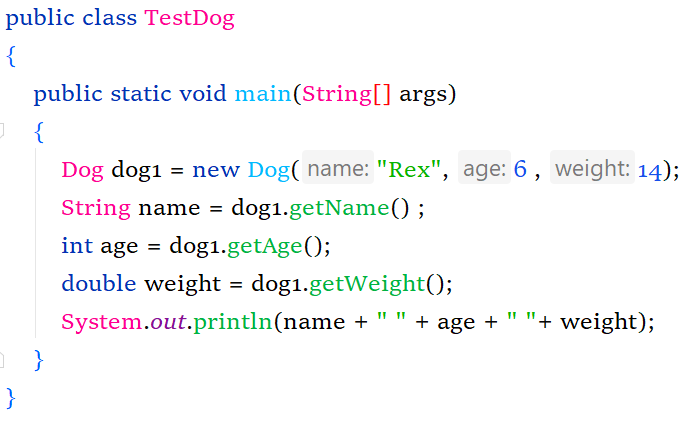 public class TestDog
{
public static void main(String[] args)
{
Dog dog1 = new Dog( name: "Rex", age: 6 , weight: 14);
String name = dog1.getName() ;
int age = dog1.getAge();
double weight = dog1.getWeight();
System.out.println(name + " " + age + " "+ weight);
}
}